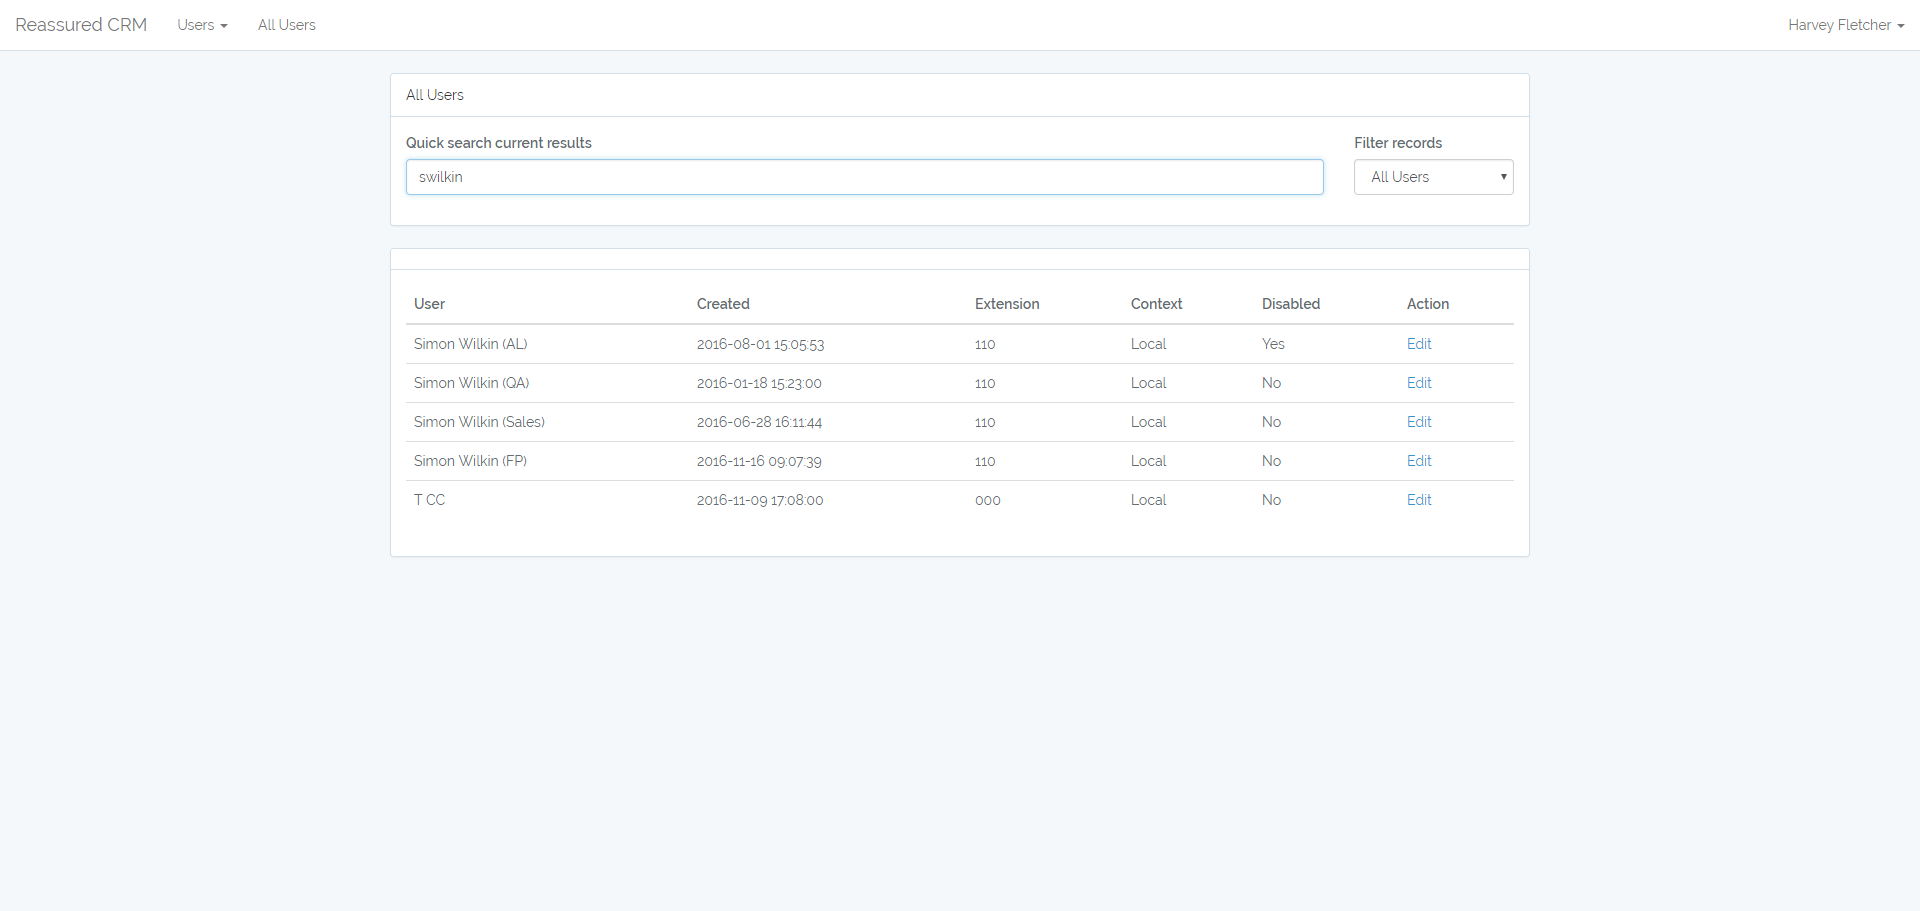 Reassured CRM Users All Users Harvey Fletcher
All Users
Quick search current results Filter records
swilkin All Users
User Created Extension Context Disabled Action
Simon Wilkin (AL) 2016-08-01 15:05:53 110 Local Yes Edit
Simon Wilkin (QA) 2016-01-18 15:23:00 110 Local No Edit
Simon Wilkin (Sales) 2016-06-28 16:11:44 110 Local No Edit
Simon Wilkin (FP) 2016-11-16 09:07:39 110 Local No Edit
T CC 2016-11-09 17:08:00 000 Local No Edit